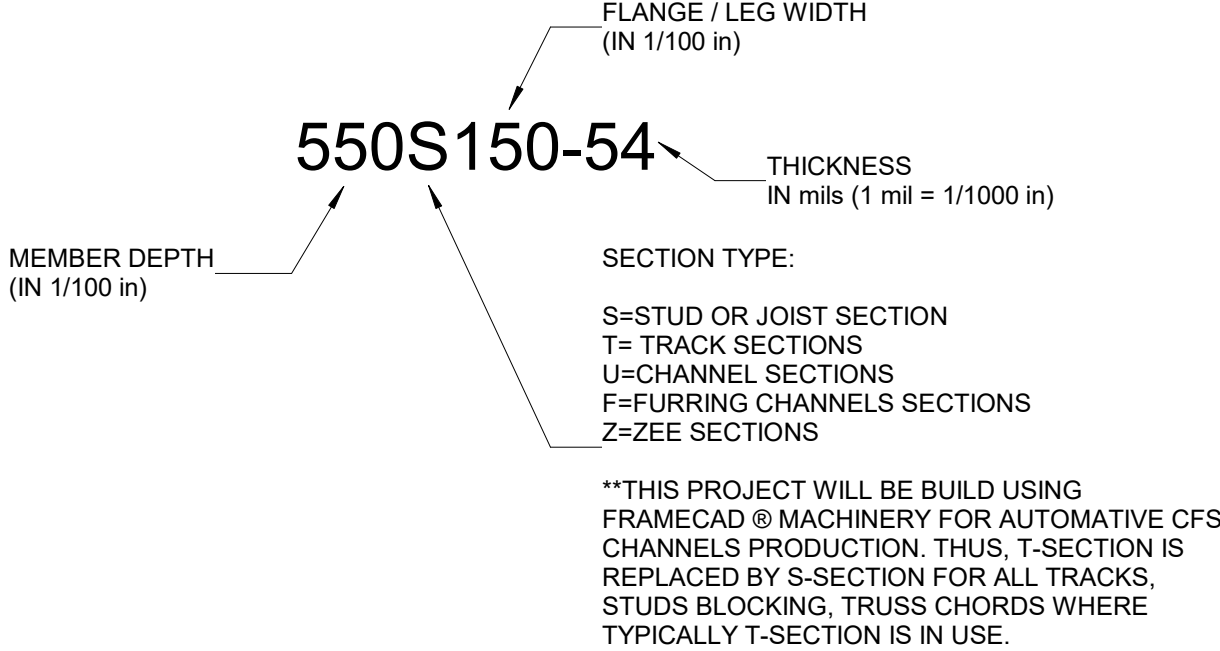 FLANGE / LEG WIDTH
(IN 1/100 in)
550S150-54
THICKNESS
IN mils (1 mil = 1/1000 in)
MEMBER DEPTH
(IN 1/100 in)
SECTION TYPE:
S=STUD OR JOIST SECTION
T= TRACK SECTIONS
U=CHANNEL SECTIONS
F=FURRING CHANNELS SECTIONS
Z=ZEE SECTIONS
**THIS PROJECT WILL BE BUILD USING
FRAMECAD ® MACHINERY FOR AUTOMATIVE CFS
CHANNELS PRODUCTION. THUS, T-SECTION IS
REPLACED BY S-SECTION FOR ALL TRACKS,
STUDS BLOCKING, TRUSS CHORDS WHERE
TYPICALLY T-SECTION IS IN USE.